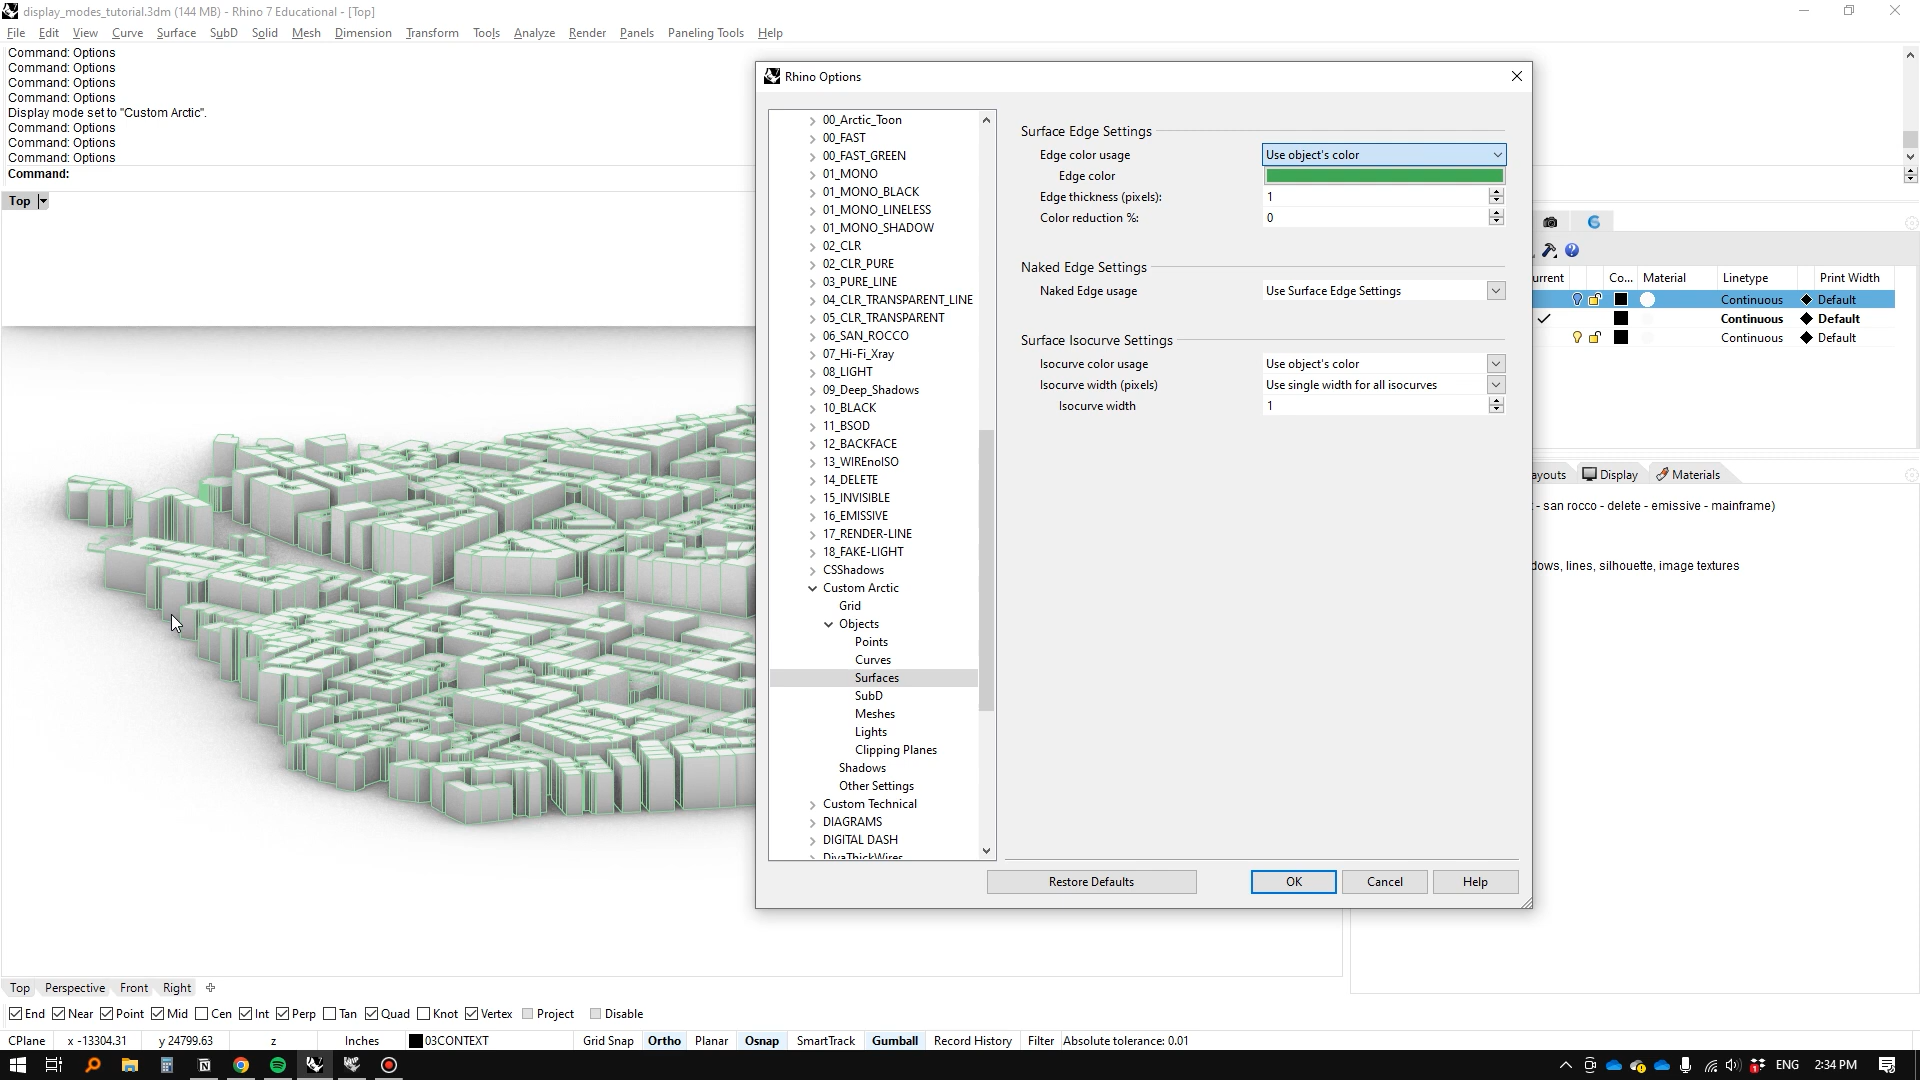 display_modes_tutorial.3dm (144 MB) - Rhino 7 Educational - [Top]
File Edit View Curve Surface SubD Solid Mesh Dimension Transform Tools Analyze Render Panels Paneling Tools Help
Command: Options
Command: Options
Command: Options
Command: Options
Display mode set to "Custom Arctic".
Command: Options
Command: Options
Command: Options
Command:
Top
Rhino Options
00_Arctic_Toon
00_FAST
00_FAST_GREEN
01_MONO
01_MONO_BLACK
01_MONO_LINELESS
01_MONO_SHADOW
02_CLR
02_CLR_PURE
03_PURE_LINE
04_CLR_TRANSPARENT_LINE
05_CLR_TRANSPARENT
06_SAN_ROCCO
07_Hi-Fi_Xray
08_LIGHT
09_Deep_Shadows
10_BLACK
11_BSOD
12_BACKFACE
13_WIREnoISO
14_DELETE
15_INVISIBLE
16_EMISSIVE
17_RENDER-LINE
18_FAKE-LIGHT
CSShadows
Custom Arctic
Grid
Objects
Points
Curves
Surfaces
SubD
Meshes
Lights
Clipping Planes
Shadows
Other Settings
Custom Technical
DIAGRAMS
DIGITAL DASH
DivaThickWires
Surface Edge Settings
Edge color usage Use object's color
Edge color
Edge thickness (pixels): 1
Color reduction %: 0
Naked Edge Settings
Naked Edge usage Use Surface Edge Settings
Surface Isocurve Settings
Isocurve color usage Use object's color
Isocurve width (pixels) Use single width for all isocurves
Isocurve width 1
Restore Defaults OK Cancel Help
urrent Co... Material Linetype Print Width
Continuous Default
Continuous Default
Continuous Default
ayouts Display Materials
- san rocco - delete - emissive - mainframe)
dows, lines, silhouette, image textures
Top Perspective Front Right
End Near Point Mid Cen Int Perp Tan Quad Knot Vertex Project Disable
CPlane x -13304.31 y 24799.63 z Inches 03CONTEXT Grid Snap Ortho Planar Osnap SmartTrack Gumball Record History Filter Absolute tolerance: 0.01
ENG 2:34 PM